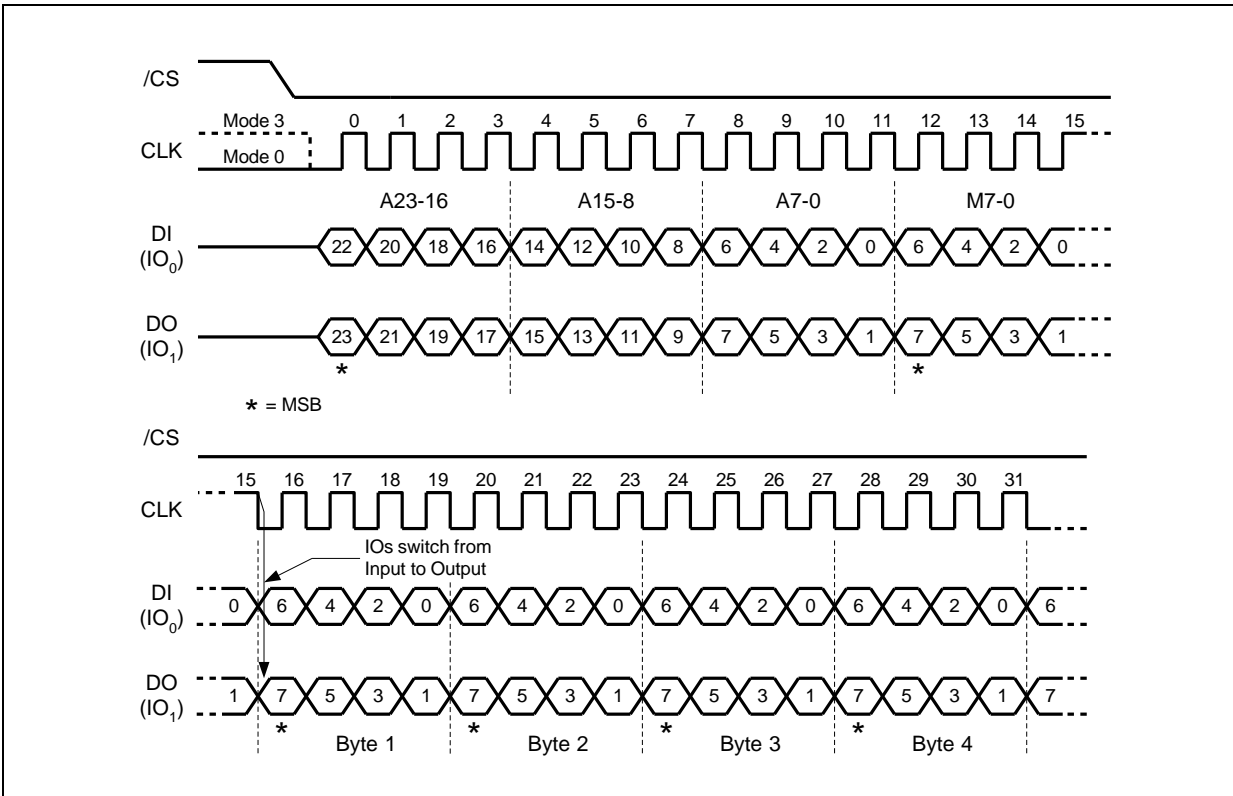 /CS
Mode 3 0 1 2 3 4 5 6 7 8 9 10 11 12 13 14 15
CLK
Mode 0
A23-16 A15-8 A7-0 M7-0
DI
(IO0) 22 20 18 16 14 12 10 8 6 4 2 0 6 4 2 0
DO
(IO1) 23 21 19 17 15 13 11 9 7 5 3 1 7 5 3 1
* *
* = MSB
/CS
15 16 17 18 19 20 21 22 23 24 25 26 27 28 29 30 31
CLK
IOs switch from
Input to Output
DI
(IO0) 0 6 4 2 0 6 4 2 0 6 4 2 0 6 4 2 0 6
DO
(IO1) 1 7 5 3 1 7 5 3 1 7 5 3 1 7 5 3 1 7
* * * *
Byte 1 Byte 2 Byte 3 Byte 4